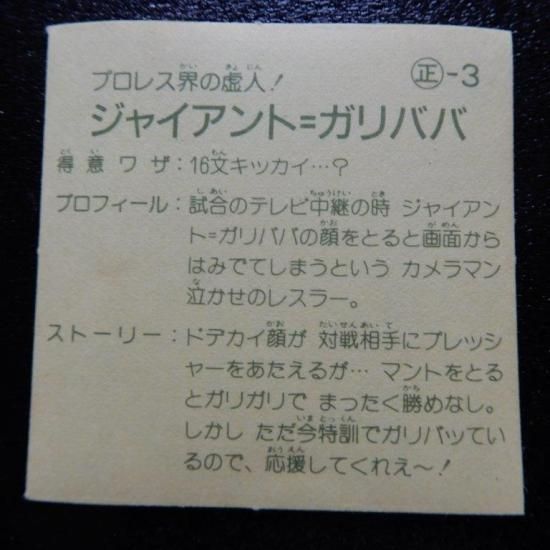 プロレス界の虚人!
㊣-3
ジャイアント=ガリババ
得意ワザ:16文キッカイ…?
プロフィール:試合のテレビ中継の時 ジャイアン
ト=ガリババの顔をとると画面から
はみでてしまうという カメラマン
泣かせのレスラー。
ストーリー:ドデカイ顔が 対戦相手にプレッシ
ャーをあたえるが… マントをとる
とガリガリで まったく勝めなし。
しかし ただ今特訓でガリバッてい
るので、応援してくれえ〜!